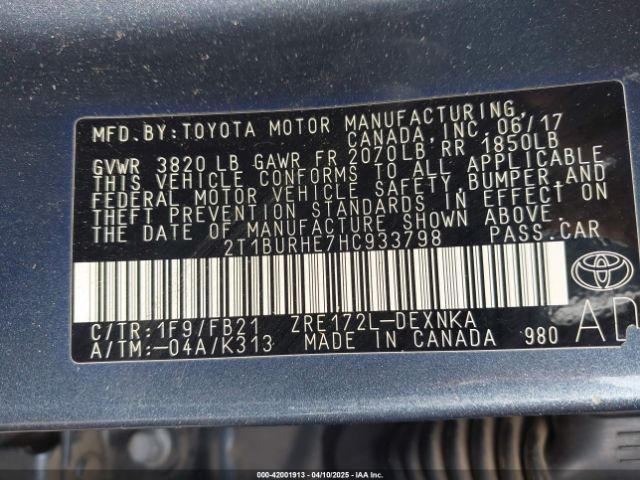 MFD. BY: TOYOTA MOTOR MANUFACTURING,
CANADA, INC. 06/17
GVWR 3820 LB GAWR FR 2070LB, RR 1850LB
THIS VEHICLE CONFORMS TO ALL APPLICABLE
FEDERAL MOTOR VEHICLE SAFETY, BUMPER AND
THEFT PREVENTION STANDARDS IN EFFECT ON
THE DATE OF MANUFACTURE SHOWN ABOVE.
2T1BURHE7HC933798 PASS. CAR
C/TR: 1F9/FB21 ZRE172L-DEXNKA
A/TM: -04A/K313 MADE IN CANADA 980
AD
000-42001913 - 04/10/2025 - IAA Inc.